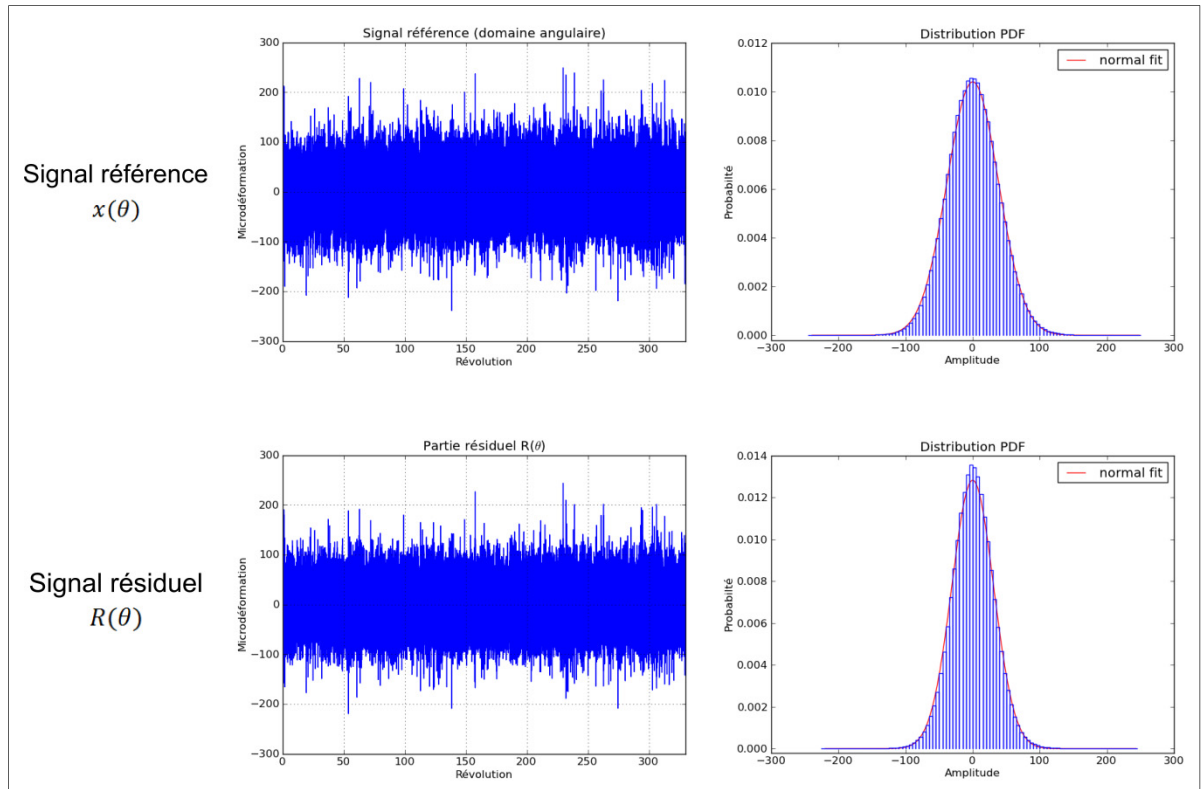 Signal référence
x(θ)
Signal référence (domaine angulaire)
Microdéformation
300
200
100
0
−100
−200
−300
0 50 100 150 200 250 300
Révolution
Distribution PDF
normal fit
Probabilté
0.012
0.010
0.008
0.006
0.004
0.002
0.000
−300 −200 −100 0 100 200 300
Amplitude
Signal résiduel
R(θ)
Partie résiduel R(θ)
Microdéformation
300
200
100
0
−100
−200
−300
0 50 100 150 200 250 300
Révolution
Distribution PDF
normal fit
Probabilté
0.014
0.012
0.010
0.008
0.006
0.004
0.002
0.000
−300 −200 −100 0 100 200 300
Amplitude